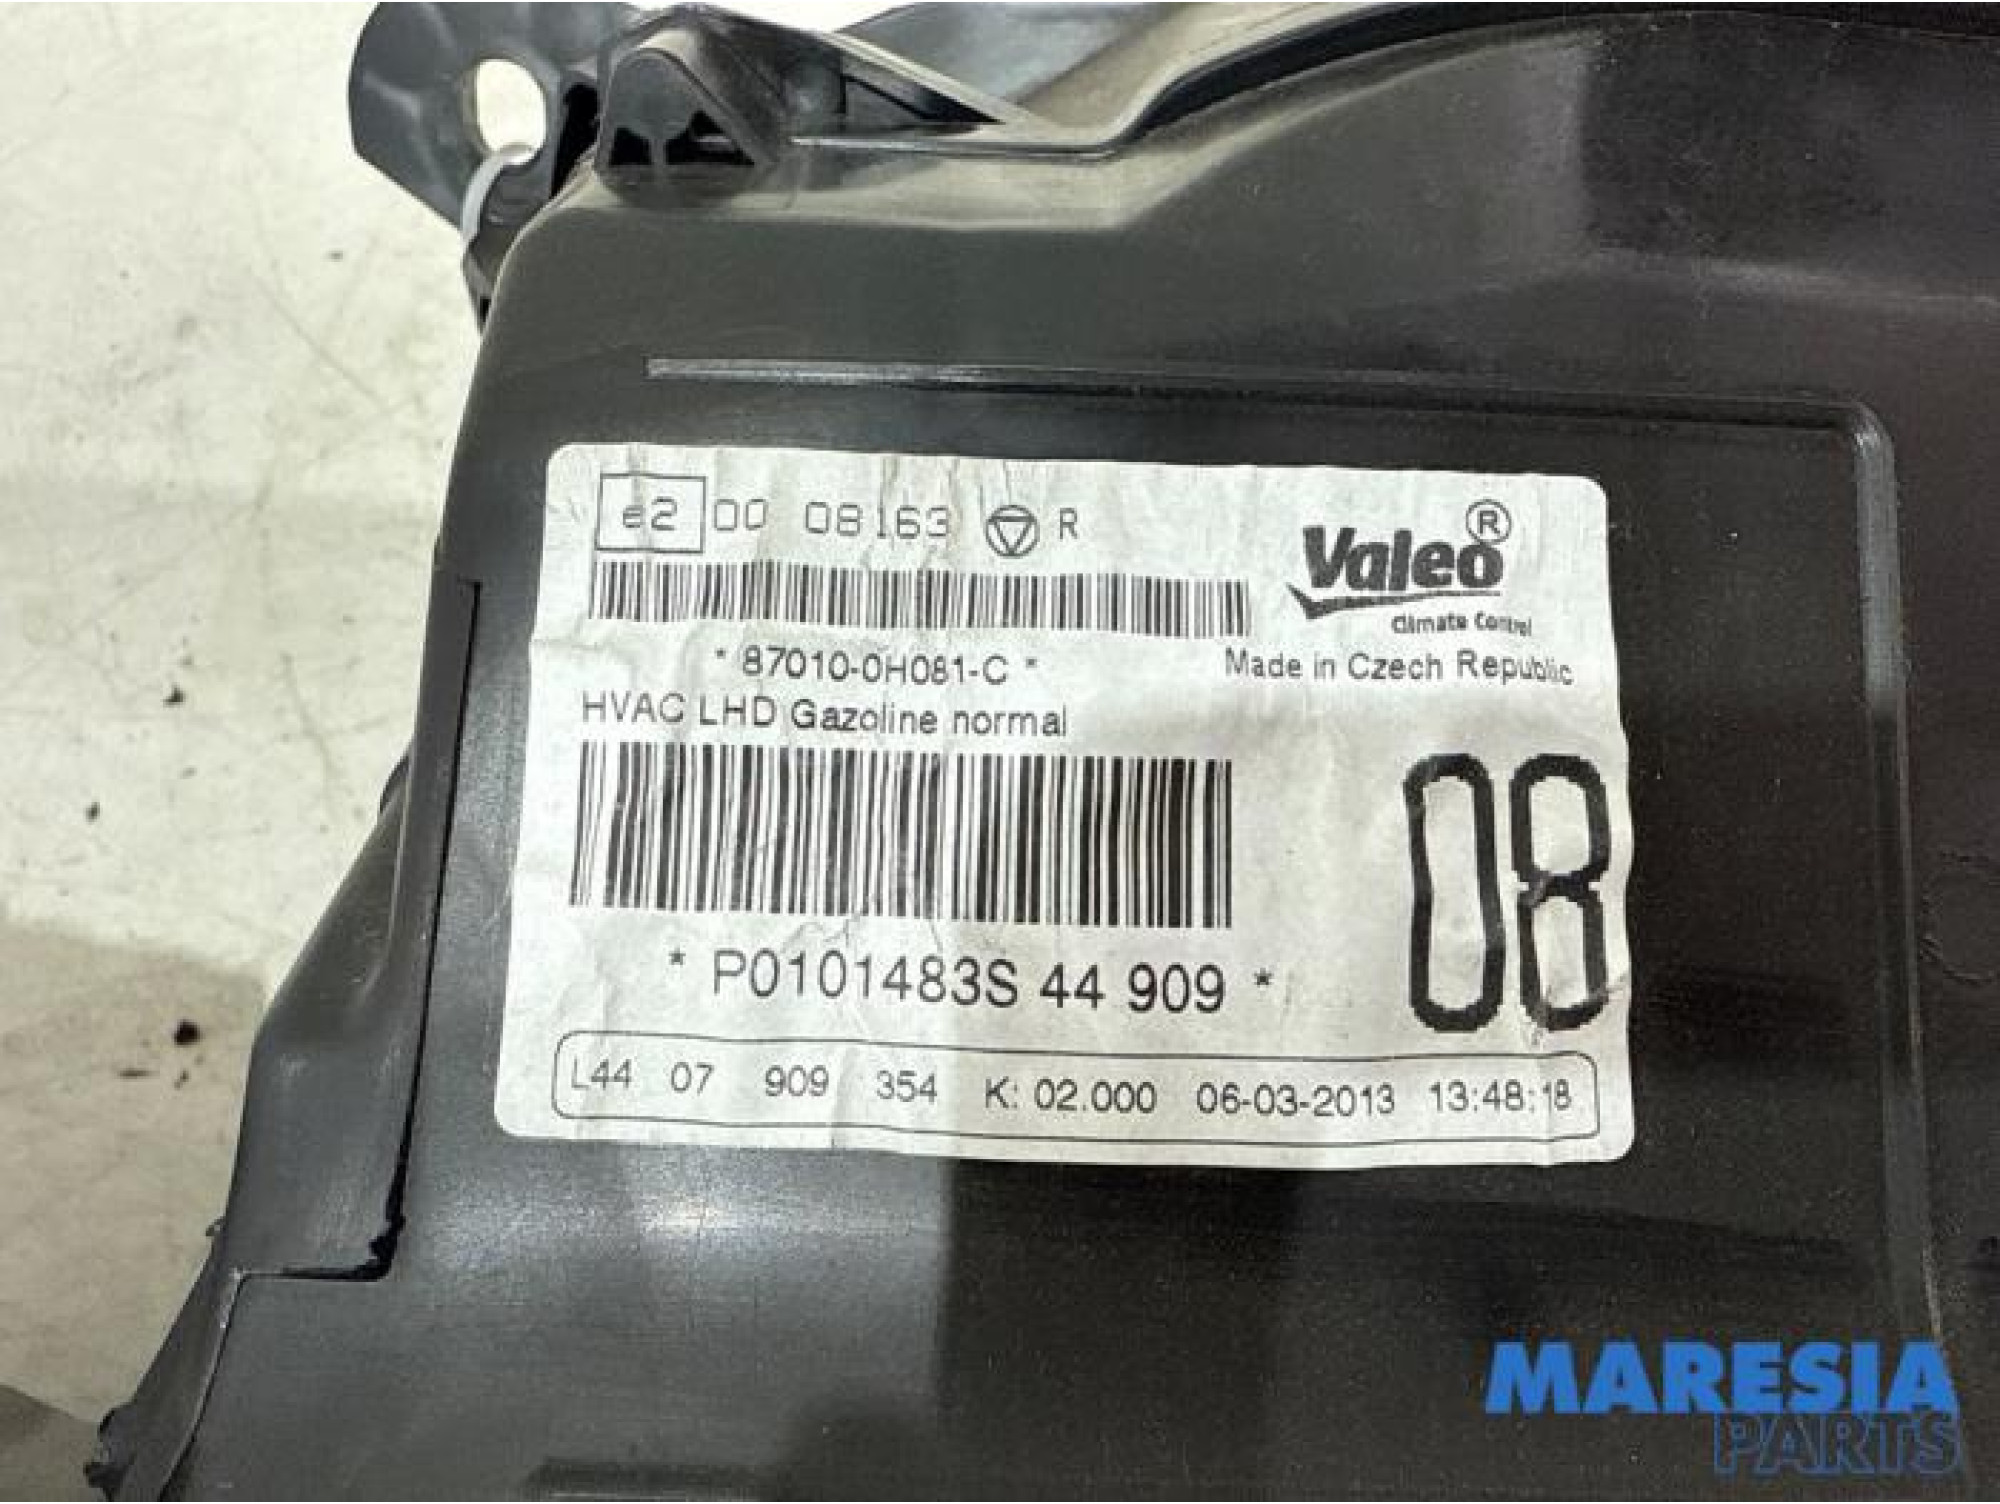 e2 00 08163 R
Valeo ®
Climate Control
* 87010-0H081-C *
Made in Czech Republic
HVAC LHD Gazoline normal
08
* P0101483S 44 909 *
L44 07 909 354 K: 02.000 06-03-2013 13:48:18
MARESIA
PARTS